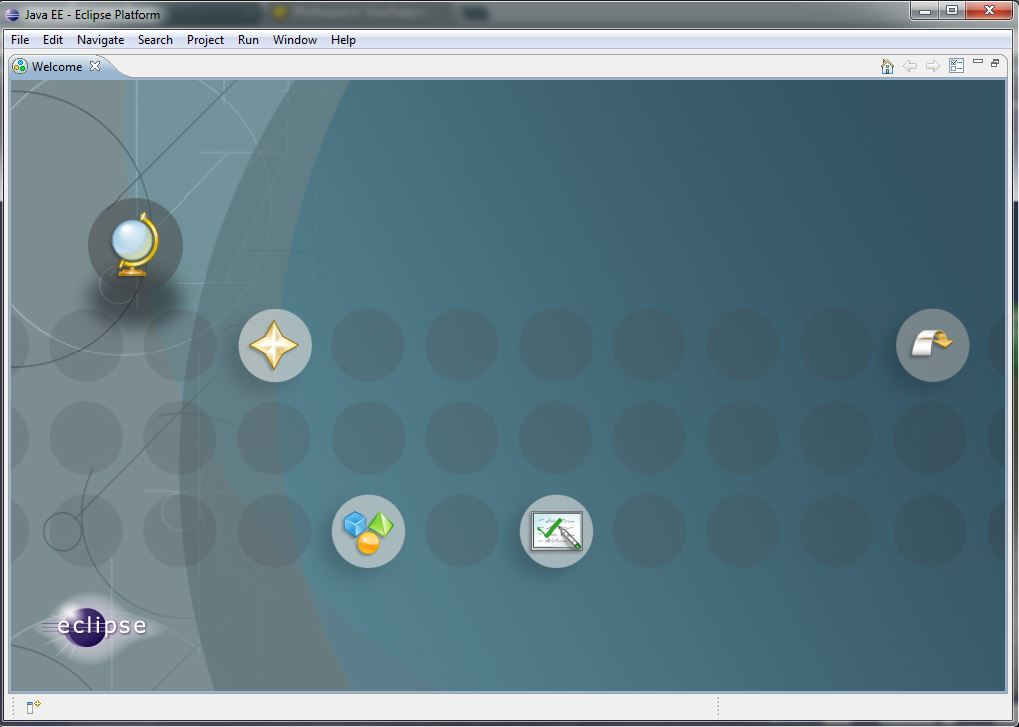 Java EE - Eclipse Platform
File Edit Navigate Search Project Run Window Help
Welcome
eclipse